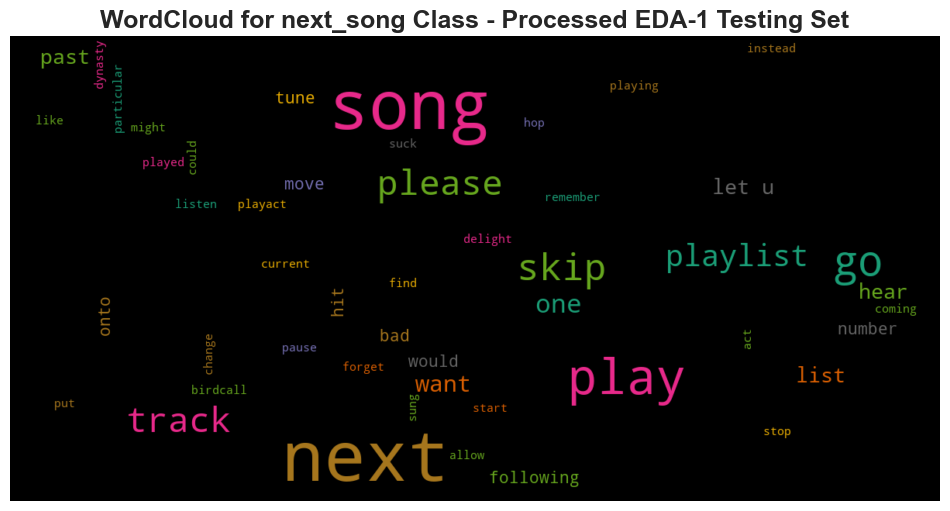 WordCloud for next_song Class - Processed EDA-1 Testing Set
instead
past
dynasty
particular
playing
tune
song
like
might
hop
could
suck
played
move
please
let u
remember
listen
playact
delight
playlist
go
current
skip
find
hear
one
hit
coming
onto
number
bad
act
change
pause
would
forget
play
list
want
birdcall
put
sung
start
track
stop
next
allow
following